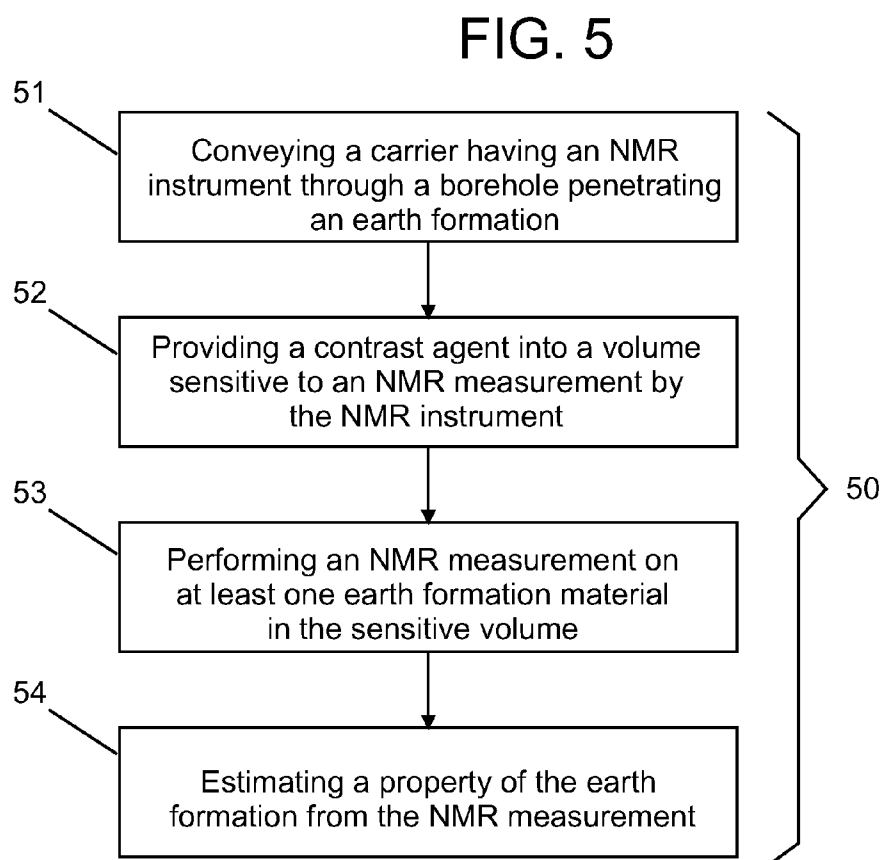 FIG. 5
51
Conveying a carrier having an NMR
instrument through a borehole penetrating
an earth formation
52
Providing a contrast agent into a volume
sensitive to an NMR measurement by
the NMR instrument
53
Performing an NMR measurement on
at least one earth formation material
in the sensitive volume
50
54
Estimating a property of the earth
formation from the NMR measurement